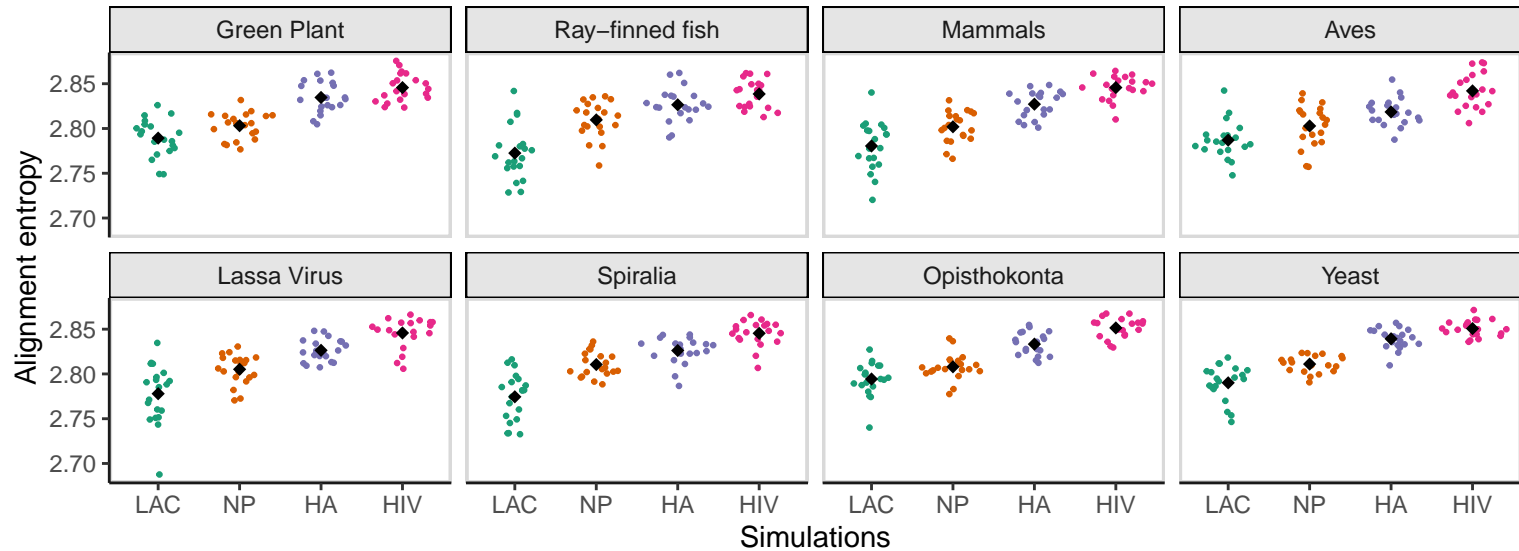 Green Plant
Ray−finned fish
Mammals
Aves
Alignment entropy
2.85
2.80
2.75
2.70
Lassa Virus
Spiralia
Opisthokonta
Yeast
2.85
2.80
2.75
2.70
LAC NP HA HIV
LAC NP HA HIV
LAC NP HA HIV
LAC NP HA HIV
Simulations